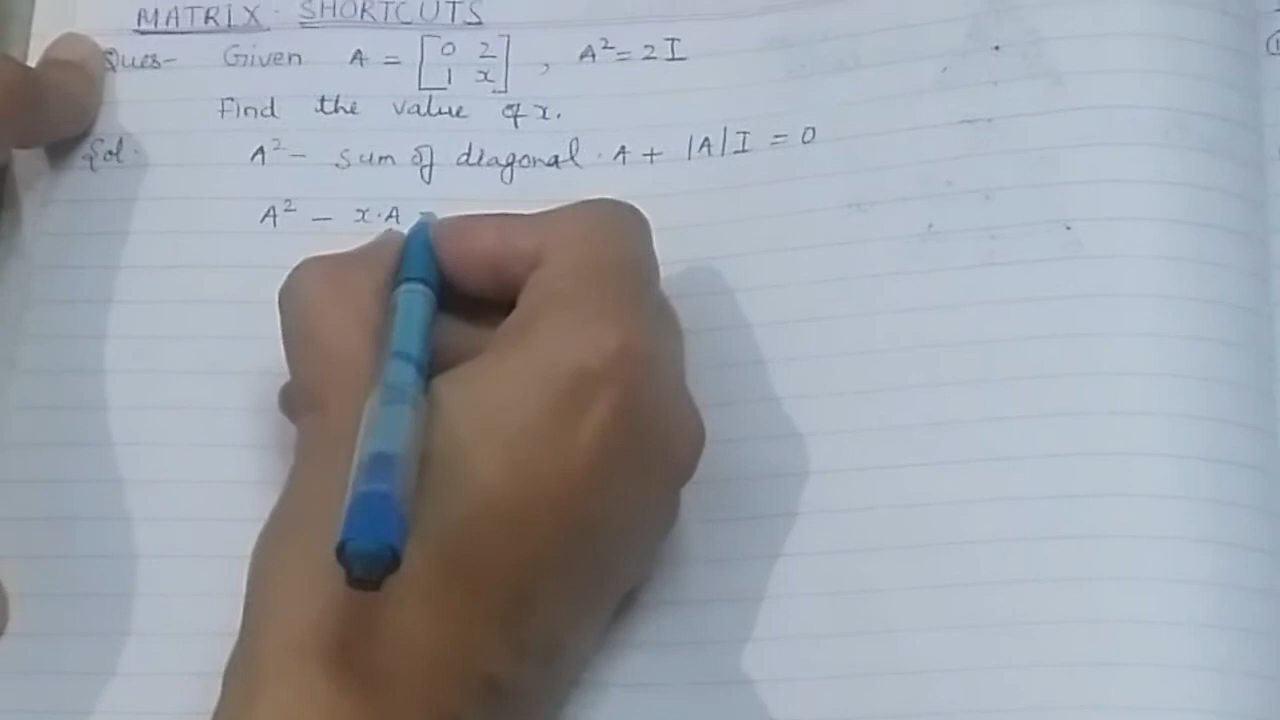 MATRIX SHORTCUTS
Ques- Given A = [0 2 1 x], A² = 2I
Find the value of x.
Sol. A² - sum of diagonal . A + |A| I = 0
A² - x·A